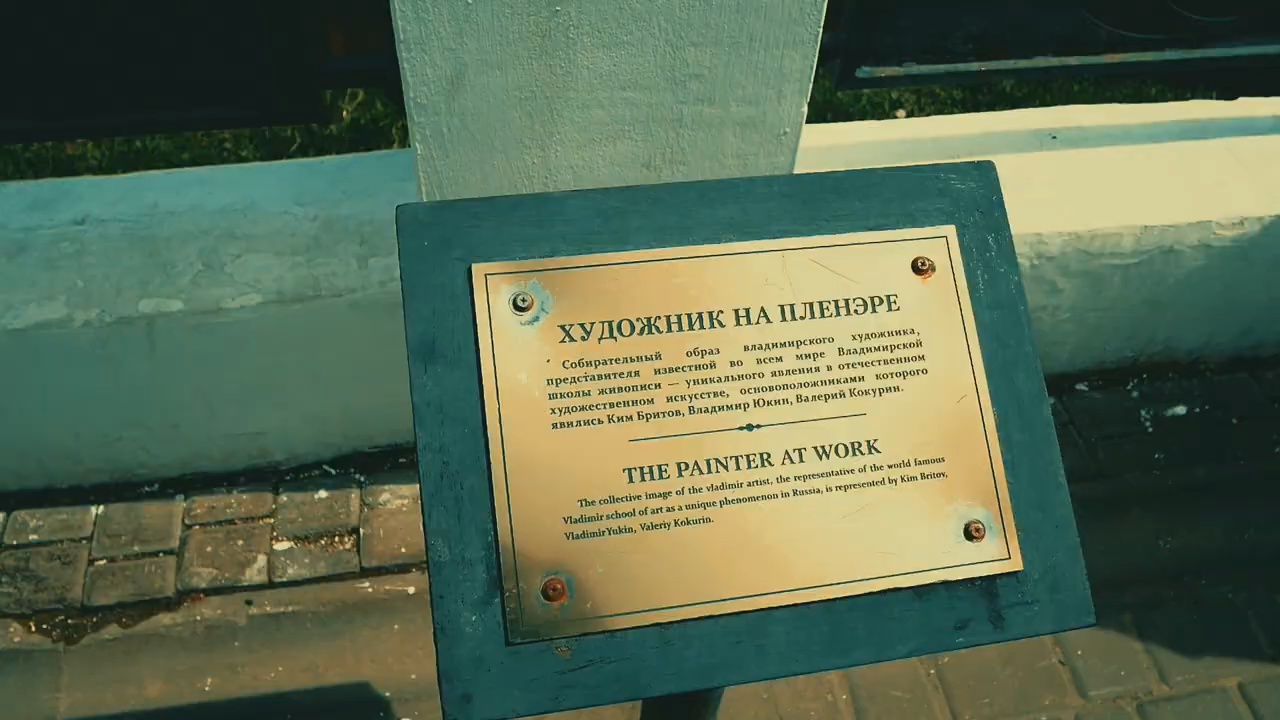 ХУДОЖНИК НА ПЛЕНЭРЕ
Собирательный образ владимирского художника,
представителя известной во всем мире Владимирской
школы живописи — уникального явления в отечественном
художественном искусстве, основоположниками которого
явились Ким Бритов, Владимир Юкин, Валерий Кокурин.
THE PAINTER AT WORK
The collective image of the vladimir artist, the representative of the world famous
Vladimir school of art as a unique phenomenon in Russia, is represented by Kim Britov,
VladimirYukin, Valeriy Kokurin.